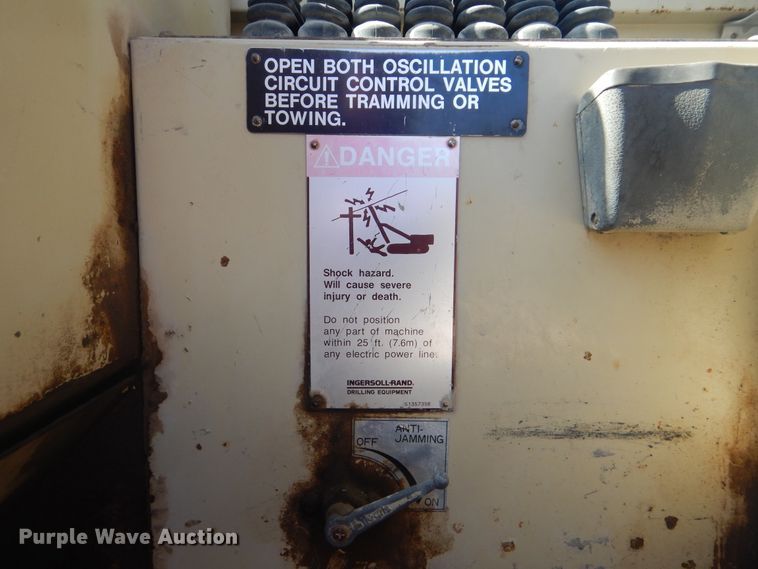 OPEN BOTH OSCILLATION
CIRCUIT CONTROL VALVES
BEFORE TRAMMING OR
TOWING.
DANGER
Shock hazard.
Will cause severe
injury or death.
Do not position
any part of machine
within 25 ft. (7.6m) of
any electric power line.
INGERSOLL-RAND
DRILLING EQUIPMENT
51357358
ANTI-
OFF JAMMING
ON
Purple Wave Auction